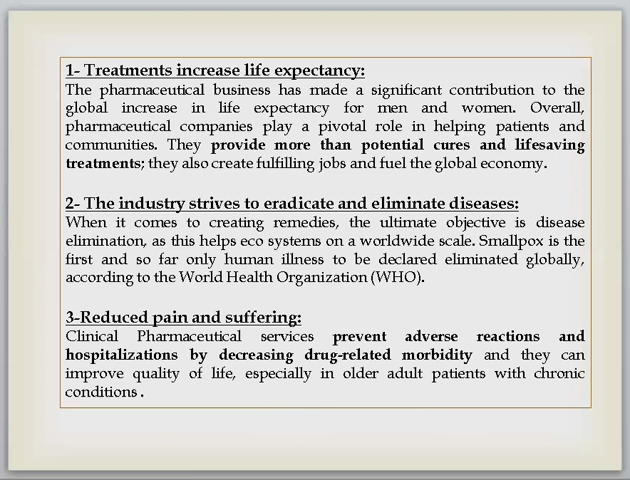 1- Treatments increase life expectancy:
The pharmaceutical business has made a significant contribution to the
global increase in life expectancy for men and women. Overall,
pharmaceutical companies play a pivotal role in helping patients and
communities. They provide more than potential cures and lifesaving
treatments; they also create fulfilling jobs and fuel the global economy.
2- The industry strives to eradicate and eliminate diseases:
When it comes to creating remedies, the ultimate objective is disease
elimination, as this helps eco systems on a worldwide scale. Smallpox is the
first and so far only human illness to be declared eliminated globally,
according to the World Health Organization (WHO).
3-Reduced pain and suffering:
Clinical Pharmaceutical services prevent adverse reactions and
hospitalizations by decreasing drug-related morbidity and they can
improve quality of life, especially in older adult patients with chronic
conditions .